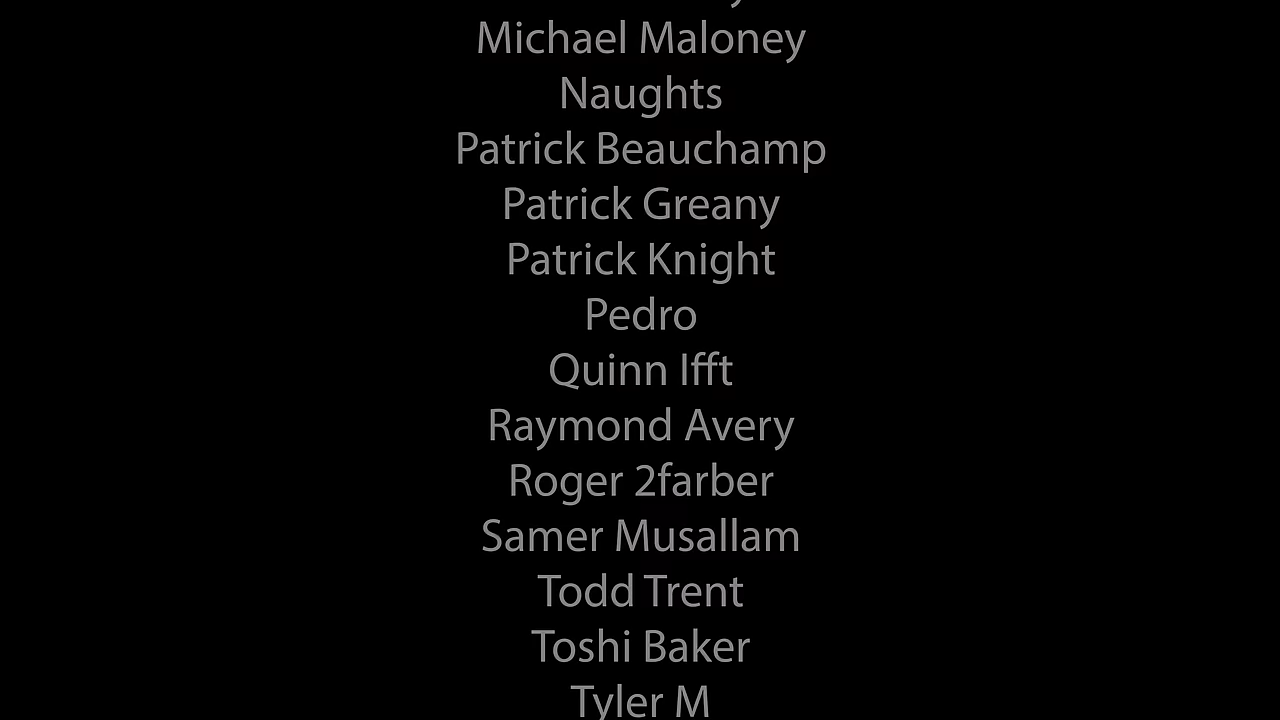 Michael Maloney
Naughts
Patrick Beauchamp
Patrick Greany
Patrick Knight
Pedro
Quinn Ifft
Raymond Avery
Roger 2farber
Samer Musallam
Todd Trent
Toshi Baker
Tyler M